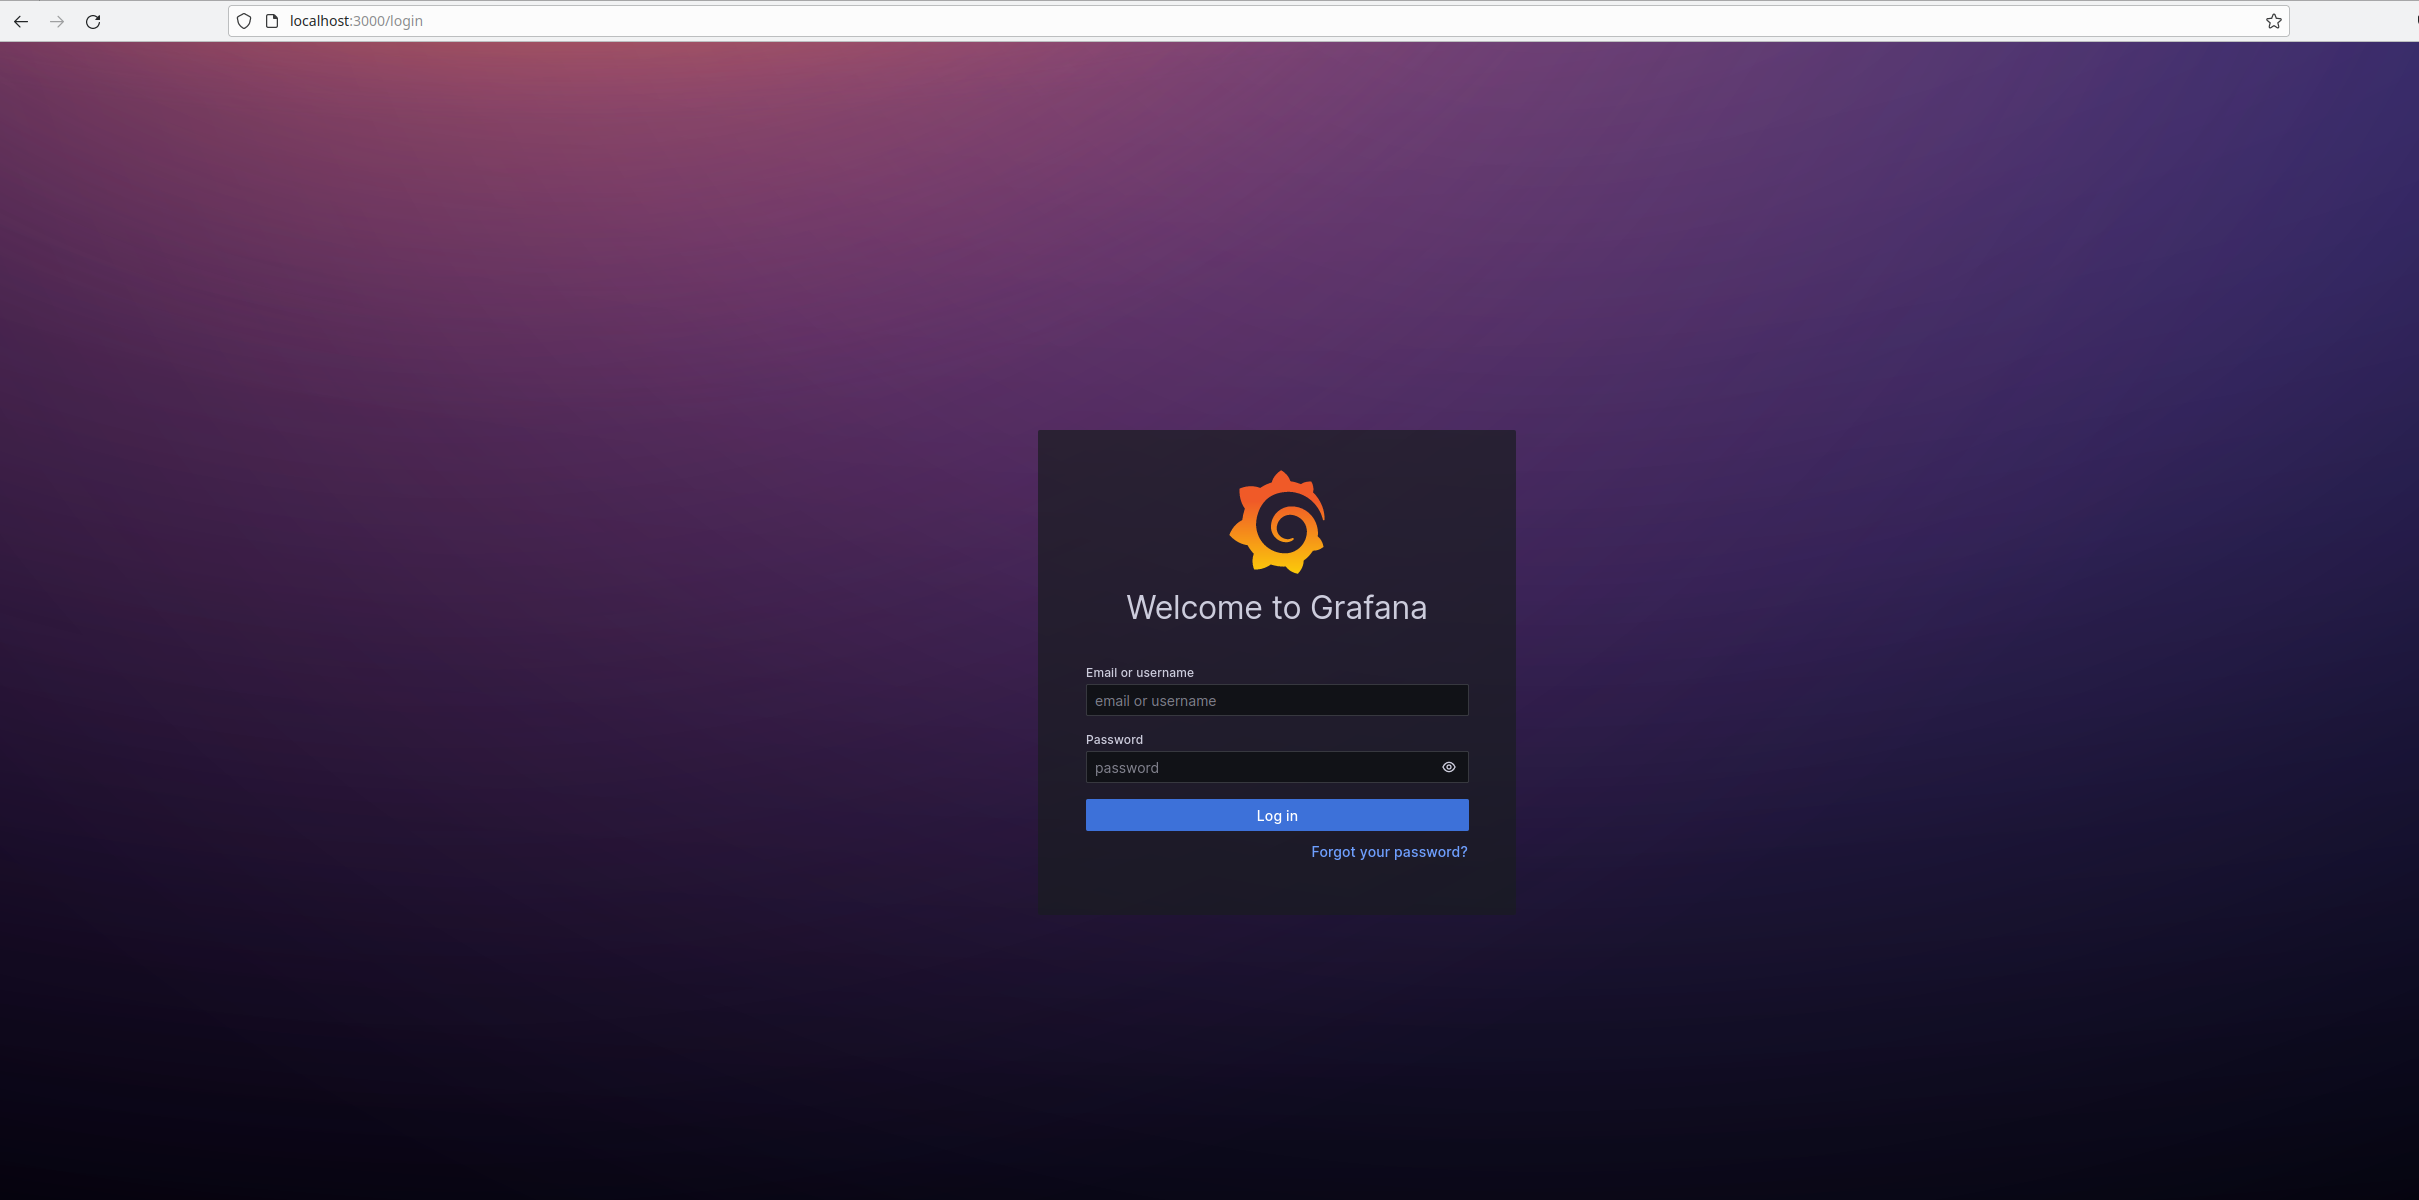 localhost:3000/login
Welcome to Grafana
Email or username
email or username
Password
password
Log in
Forgot your password?